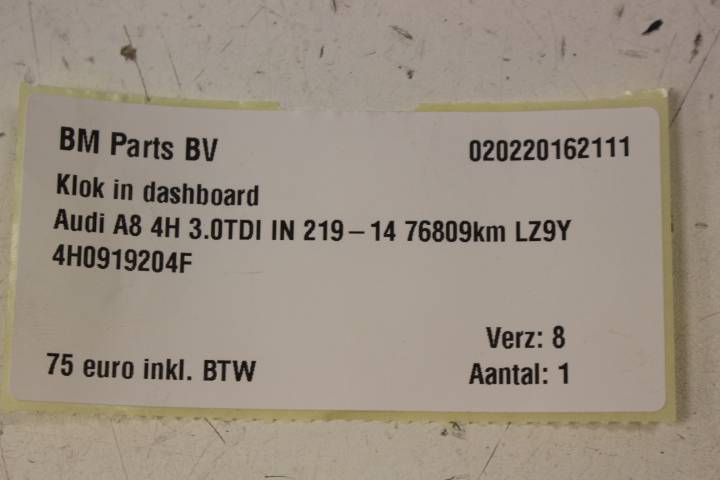 BM Parts BV 020220162111
Klok in dashboard
Audi A8 4H 3.0TDI IN 219-14 76809km LZ9Y
4H0919204F
Verz: 8
75 euro inkl. BTW Aantal: 1